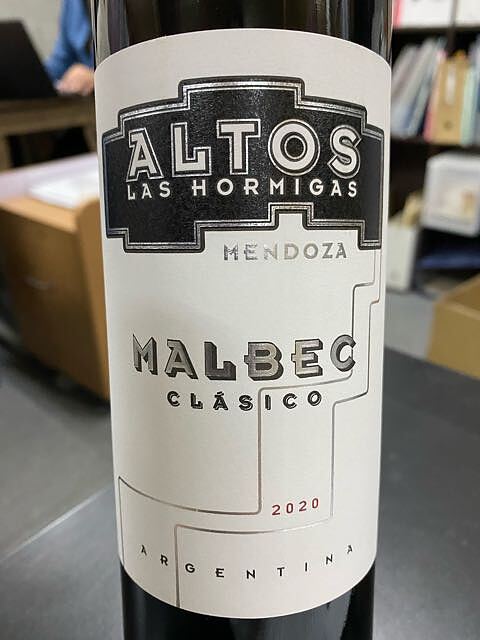 ALTOS
LAS HORMIGAS
MENDOZA
MALBEC
CLÁSICO
2020
ARGENTINA